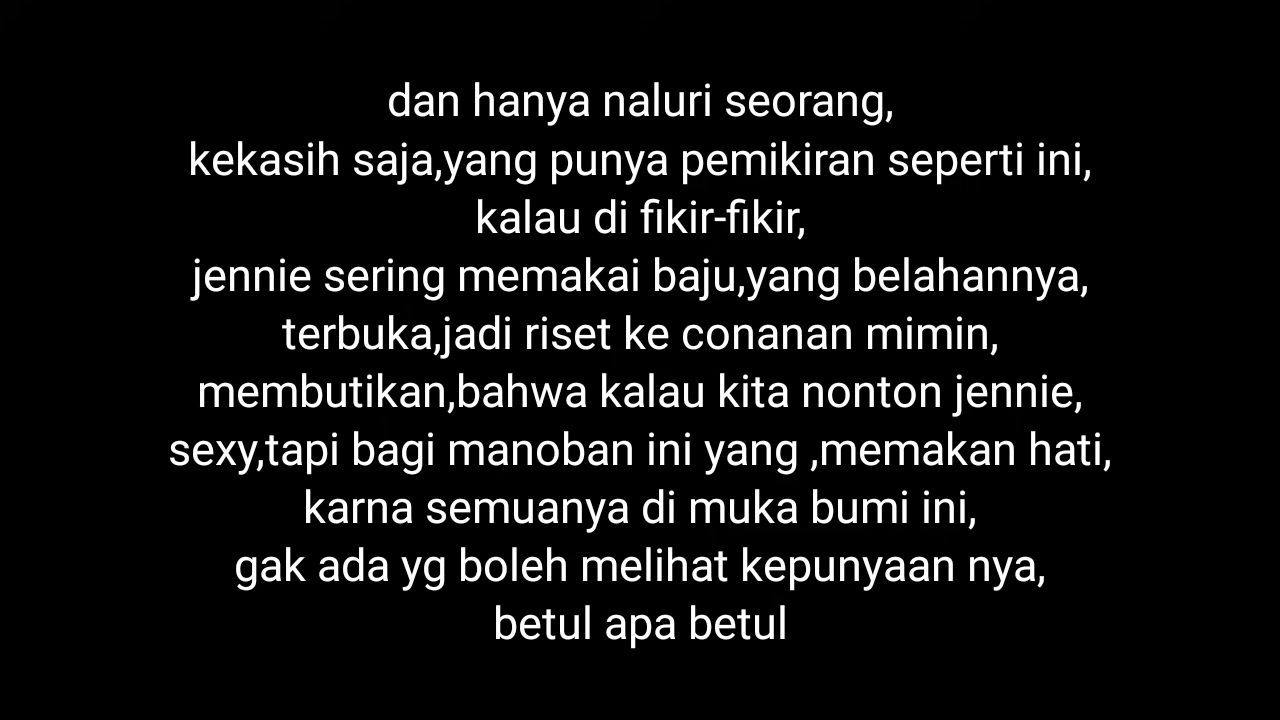 dan hanya naluri seorang,
kekasih saja,yang punya pemikiran seperti ini,
kalau di fikir-fikir,
jennie sering memakai baju,yang belahannya,
terbuka,jadi riset ke conanan mimin,
membutikan,bahwa kalau kita nonton jennie,
sexy,tapi bagi manoban ini yang ,memakan hati,
karna semuanya di muka bumi ini,
gak ada yg boleh melihat kepunyaan nya,
betul apa betul